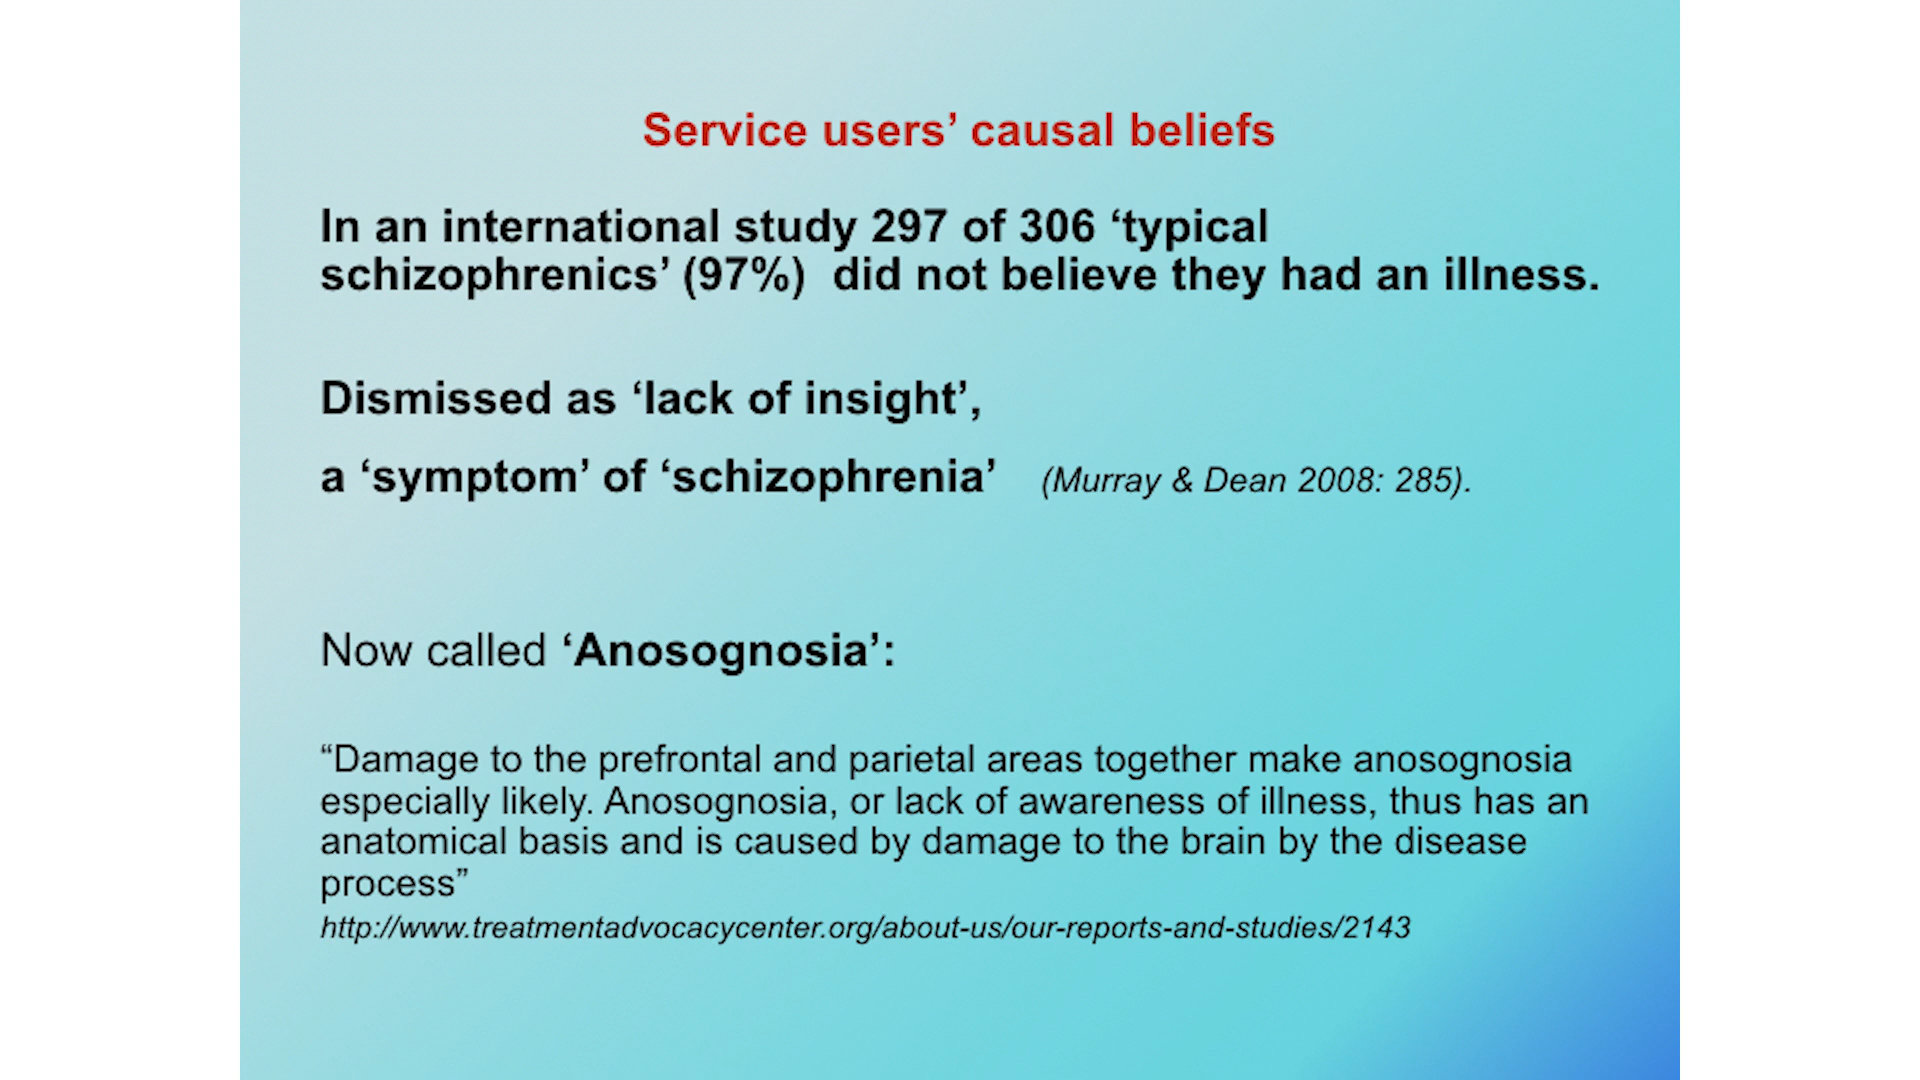 Service users’ causal beliefs
In an international study 297 of 306 ‘typical
schizophrenics’ (97%)  did not believe they had an illness.
Dismissed as ‘lack of insight’,
a ‘symptom’ of ‘schizophrenia’ (Murray & Dean 2008: 285).
Now called ‘Anosognosia’:
“Damage to the prefrontal and parietal areas together make anosognosia
especially likely. Anosognosia, or lack of awareness of illness, thus has an
anatomical basis and is caused by damage to the brain by the disease
process”
http://www.treatmentadvocacycenter.org/about-us/our-reports-and-studies/2143